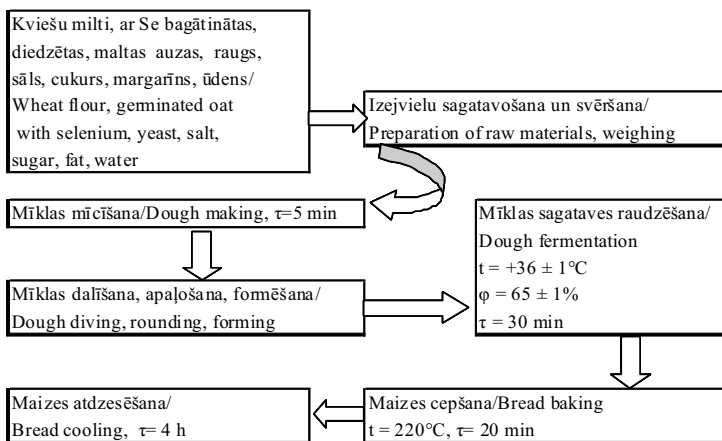 Kviešu milti, ar Se bagātinātas,
diedzētas, maltas auzas, raugs,
sāls, cukurs, margarīns, ūdens/
Wheat flour, germinated oat
with selenium, yeast, salt,
sugar, fat, water
Izejvielu sagatavošana un svēršana/
Preparation of raw materials, weighing
Mīklas mīcīšana/Dough making, τ=5 min
Mīklas dalīšana, apaļošana, formēšana/
Dough diving, rounding, forming
Mīklas sagataves raudzēšana/
Dough fermentation
t = +36 ± 1°C
φ = 65 ± 1%
τ = 30 min
Maizes cepšana/Bread baking
t = 220°C, τ= 20 min
Maizes atdzesēšana/
Bread cooling, τ= 4 h